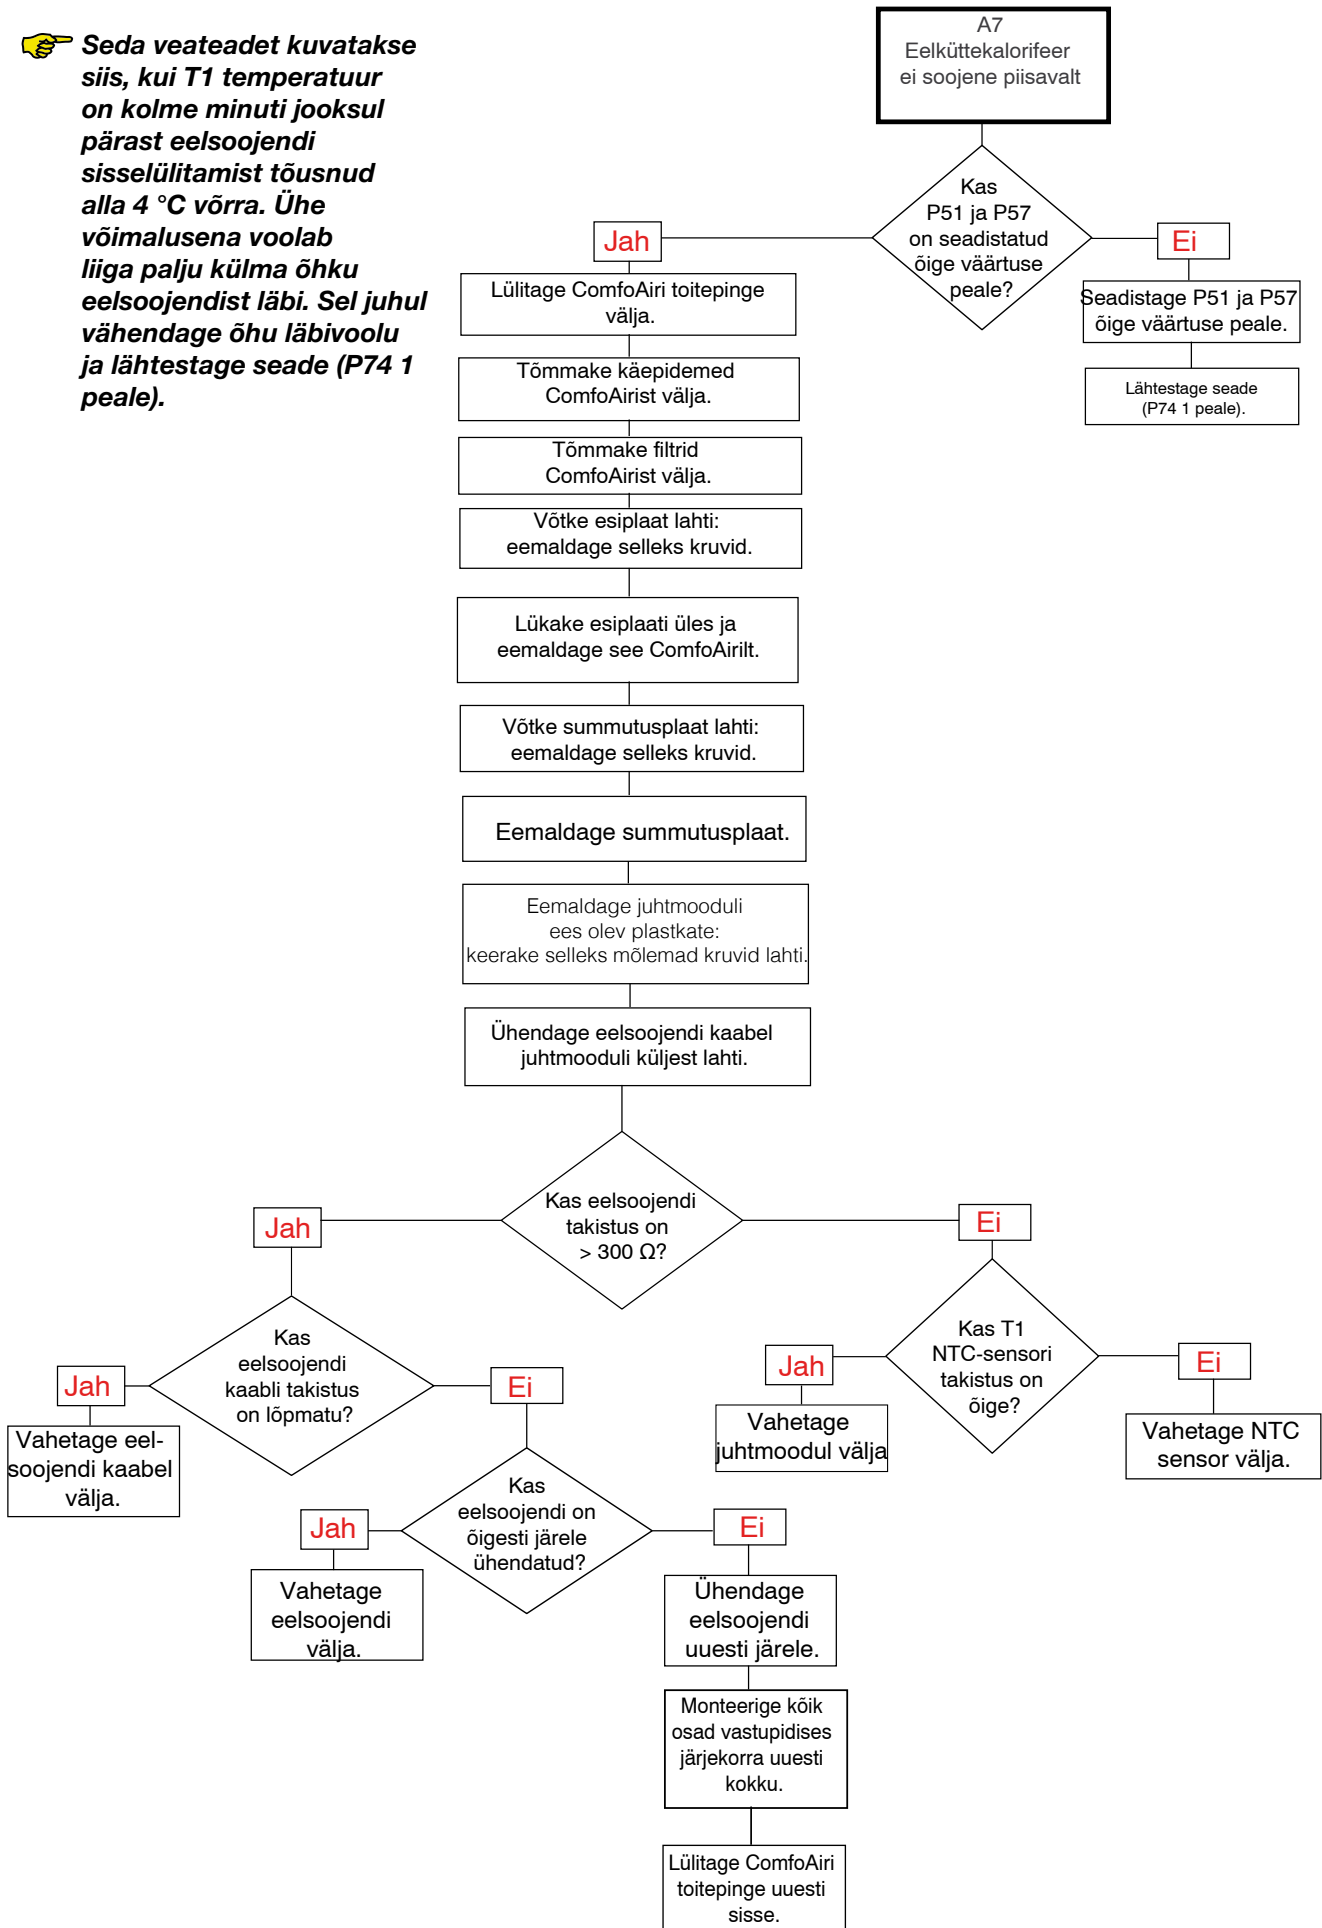 Seda veateadet kuvatakse
siis, kui T1 temperatuur
on kolme minuti jooksul
pärast eelsoojendi
sisselülitamist tõusnud
alla 4 °C võrra. Ühe
võimalusena voolab
liiga palju külma õhku
eelsoojendist läbi. Sel juhul
vähendage õhu läbivoolu
ja lähtestage seade (P74 1
peale).
A7
Eelküttekalorifeer
ei soojene piisavalt
Kas
P51 ja P57
on seadistatud
õige väärtuse
peale?
Jah
Ei
Lülitage ComfoAiri toitepinge
välja.
Seadistage P51 ja P57
õige väärtuse peale.
Lähtestage seade
(P74 1 peale).
Tõmmake käepidemed
ComfoAirist välja.
Tõmmake filtrid
ComfoAirist välja.
Võtke esiplaat lahti:
eemaldage selleks kruvid.
Lükake esiplaati üles ja
eemaldage see ComfoAirilt.
Võtke summutusplaat lahti:
eemaldage selleks kruvid.
Eemaldage summutusplaat.
Eemaldage juhtmooduli
ees olev plastkate:
keerake selleks mõlemad kruvid lahti.
Ühendage eelsoojendi kaabel
juhtmooduli küljest lahti.
Kas eelsoojendi
takistus on
> 300 Ω?
Jah
Ei
Kas
eelsoojendi
kaabli takistus
on lõpmatu?
Kas T1
NTC-sensori
takistus on
õige?
Jah
Ei
Jah
Ei
Vahetage eel-
soojendi kaabel
välja.
Vahetage
juhtmoodul välja
Vahetage NTC
sensor välja.
Kas
eelsoojendi on
õigesti järele
ühendatud?
Jah
Ei
Vahetage
eelsoojendi
välja.
Ühendage
eelsoojendi
uuesti järele.
Monteerige kõik
osad vastupidises
järjekorra uuesti
kokku.
Lülitage ComfoAiri
toitepinge uuesti
sisse.